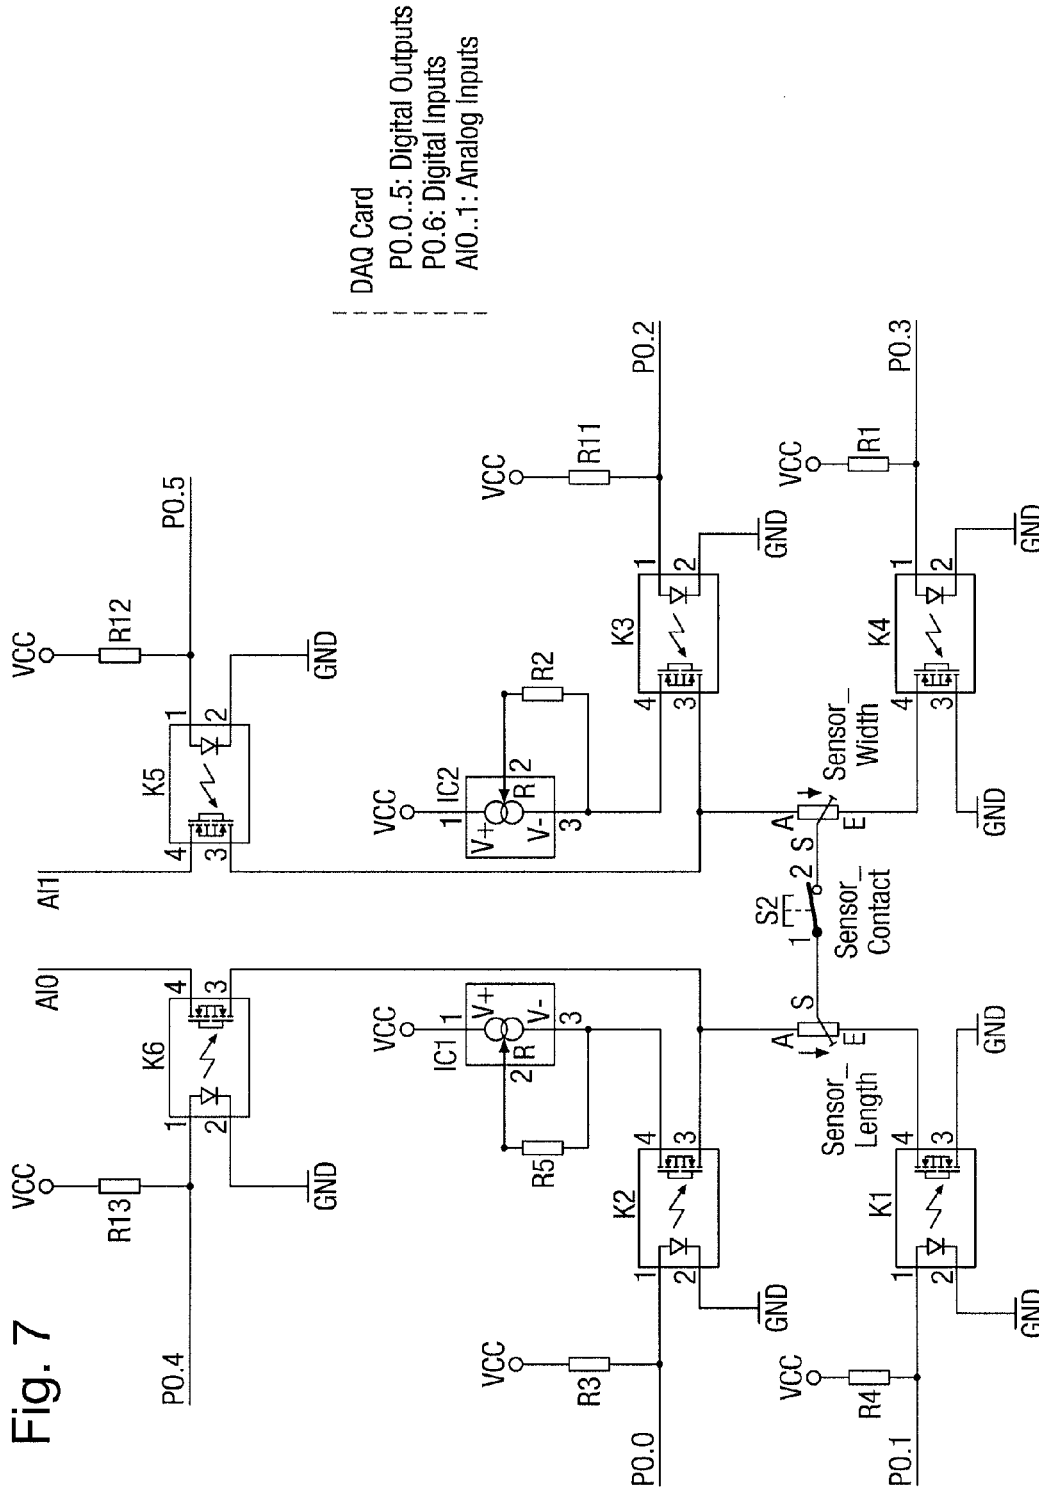 Fig. 7
DAQ Card
P0.0..5: Digital Outputs
P0.6: Digital Inputs
AI0..1: Analog Inputs
AI0
AI1
VCC
R13
P0.4
K6
1
2
3
4
GND
VCC
R12
P0.5
K5
4
3
1
2
GND
VCC
IC1
1
V+
R
V-
2
3
R5
VCC
IC2
1
V+
R
V-
2
3
R2
VCC
R3
P0.0
K2
1
2
4
3
GND
VCC
R11
P0.2
K3
4
3
1
2
GND
A
S
E
Sensor_
Length
S2
1
2
Sensor_
Contact
A
S
E
Sensor_
Width
VCC
R4
P0.1
K1
1
2
4
3
GND
GND
VCC
R1
P0.3
K4
4
3
1
2
GND
GND